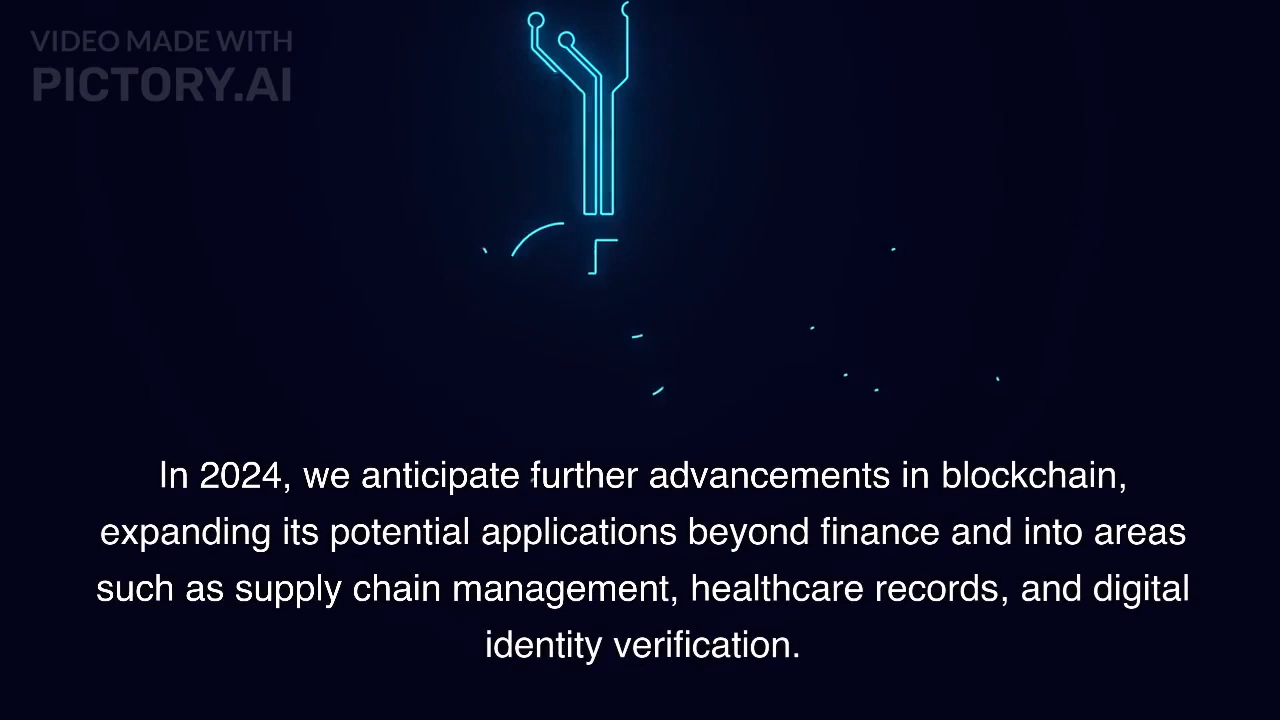 VIDEO MADE WITH
PICTORY.AI
In 2024, we anticipate further advancements in blockchain,
expanding its potential applications beyond finance and into areas
such as supply chain management, healthcare records, and digital
identity verification.